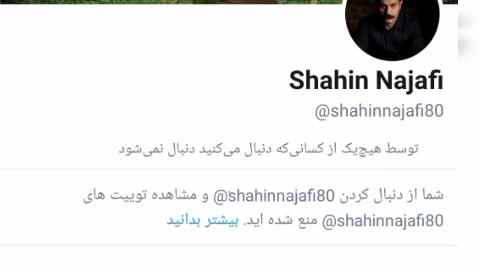 Shahin Najafi
@shahinnajafi80
توسط هیچ‌یک از کسانی‌که دنبال می‌کنید دنبال نمی‌شود
شما از دنبال کردن @shahinnajafi80 و مشاهده توییت های
@shahinnajafi80 منع شده اید. بیشتر بدانید